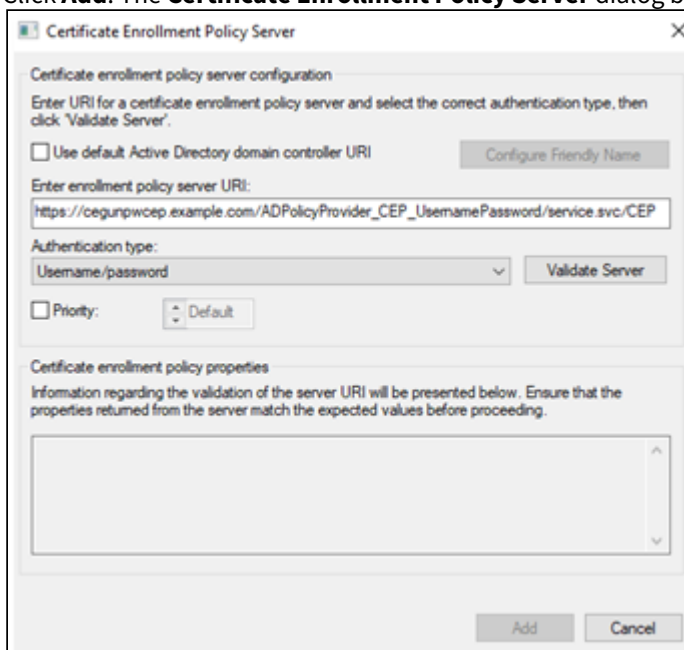 Click Add. The Certificate Enrollment Policy Server dialog b
Certificate Enrollment Policy Server
Certificate enrollment policy server configuration
Enter URI for a certificate enrollment policy server and select the correct authentication type, then
click 'Validate Server'.
Use default Active Directory domain controller URI
Configure Friendly Name
Enter enrollment policy server URI:
https://cegunpwcep.example.com/ADPolicyProvider_CEP_UsernamePassword/service.svc/CEP
Authentication type:
Username/password
Validate Server
Priority:
Default
Certificate enrollment policy properties
Information regarding the validation of the server URI will be presented below. Ensure that the
properties returned from the server match the expected values before proceeding.
Add
Cancel